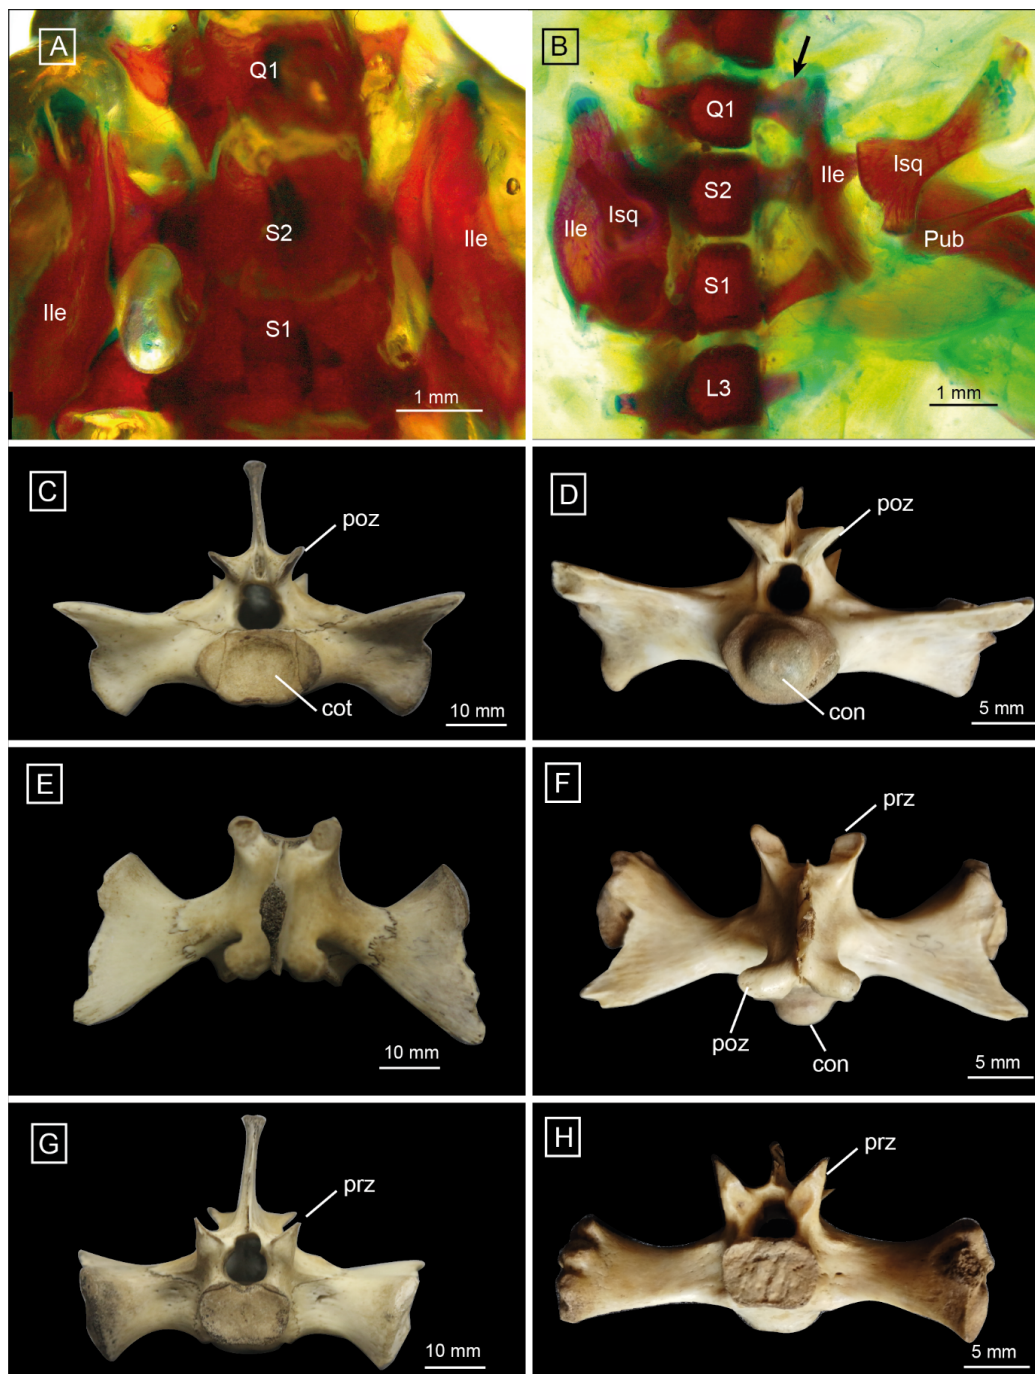 A
Q1
S2
Ile
Ile
S1
1 mm
B
Q1
Isq
Ile
S2
Isq
Ile
Pub
S1
L3
1 mm
C
poz
cot
10 mm
D
poz
con
5 mm
E
10 mm
F
prz
poz
con
5 mm
G
prz
10 mm
H
prz
5 mm